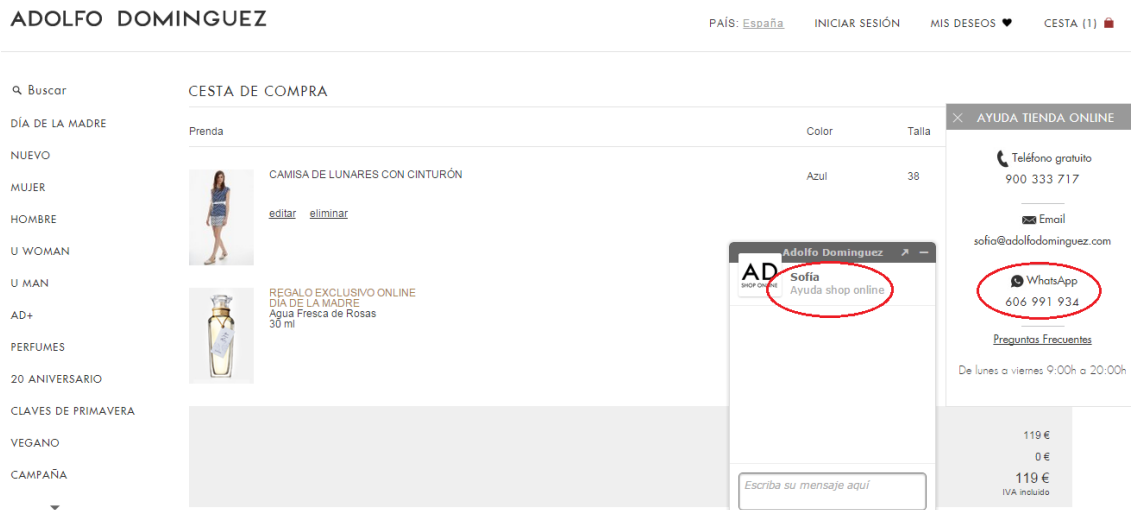 ADOLFO DOMINGUEZ
PAÍS: España INICIAR SESIÓN MIS DESEOS CESTA (1)
Buscar
DÍA DE LA MADRE
NUEVO
MUJER
HOMBRE
U WOMAN
U MAN
AD+
PERFUMES
20 ANIVERSARIO
CLAVES DE PRIMAVERA
VEGANO
CAMPAÑA
CESTA DE COMPRA
Prenda Color Talla
CAMISA DE LUNARES CON CINTURÓN Azul 38
editar eliminar
REGALO EXCLUSIVO ONLINE
DÍA DE LA MADRE
Agua Fresca de Rosas
30 ml
119 €
0 €
119 €
IVA incluido
Adolfo Dominguez
AD
SHOP ONLINE
Sofía
Ayuda shop online
Escriba su mensaje aquí
AYUDA TIENDA ONLINE
Teléfono gratuito
900 333 717
Email
sofia@adolfodominguez.com
WhatsApp
606 991 934
Preguntas Frecuentes
De lunes a viernes 9:00h a 20:00h